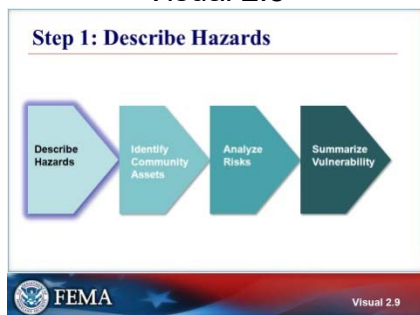 Visual 2.9
Step 1: Describe Hazards
Describe
Hazards
Identify
Community
Assets
Analyze
Risks
Summarize
Vulnerability
FEMA
Visual 2.9